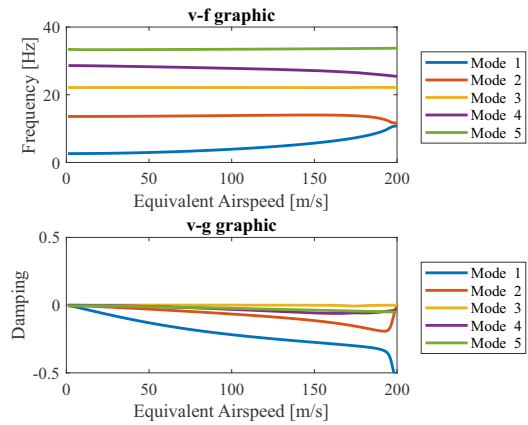 v-f graphic
40
20
0
Frequency [Hz]
0 50 100 150 200
Equivalent Airspeed [m/s]
Mode 1
Mode 2
Mode 3
Mode 4
Mode 5
v-g graphic
0.5
0
-0.5
Damping
0 50 100 150 200
Equivalent Airspeed [m/s]
Mode 1
Mode 2
Mode 3
Mode 4
Mode 5